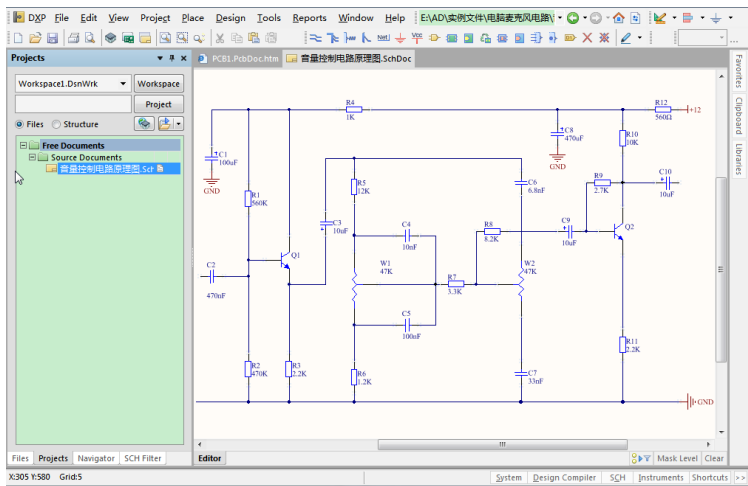 DXP File Edit View Project Place Design Tools Reports Window Help E:\AD\实例文件\电脑麦克风电路\
Projects
PCB1.PcbDoc.htm 音量控制电路原理图.SchDoc
Workspace1.DsnWrk Workspace
Project
Files Structure
Free Documents
Source Documents
音量控制电路原理图.Sch
R4
1K
R12
560Ω
+12
C1
100uF
GND
C8
470uF
GND
R10
10K
R1
560K
R5
12K
C6
6.8nF
R9
2.7K
C10
10uF
C3
10uF
C4
10nF
R8
8.2K
C9
10uF
Q2
C2
470nF
Q1
W1
47K
R7
3.3K
W2
47K
C5
100nF
R11
2.2K
R2
470K
R3
2.2K
R6
1.2K
C7
33nF
GND
Favorites
Clipboard
Libraries
Files Projects Navigator SCH Filter
Editor
Mask Level Clear
X:305 Y:580 Grid:5
System Design Compiler SCH Instruments Shortcuts >>